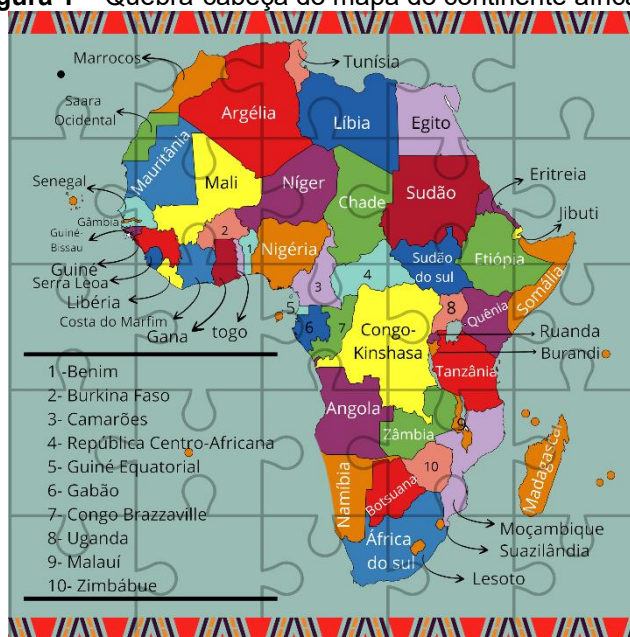 Figura 1 – Quebra-cabeça do mapa do continente africa
Marrocos
Tunísia
Argélia
Líbia
Egito
Saara
Ocidental
Mauritânia
Mali
Níger
Chade
Sudão
Eritreia
Senegal
Jibuti
Gâmbia
2
Guiné-
Bissau
1
Nigéria
Sudão
do sul
Etiópia
Somália
Guiné
Serra Leoa
3
4
Libéria
Costa do Marfim
Gana
togo
5
6
7
Congo-
Kinshasa
8
Quênia
Ruanda
Burandi
Tanzânia
1 -Benim
2- Burkina Faso
3- Camarões
4- República Centro-Africana
5- Guiné Equatorial
6- Gabão
7- Congo Brazzaville
8- Uganda
9- Malauí
10- Zimbábue
Angola
Zâmbia
9
Namíbia
Botsuana
10
Madagascar
África
do sul
Moçambique
Suazilândia
Lesoto